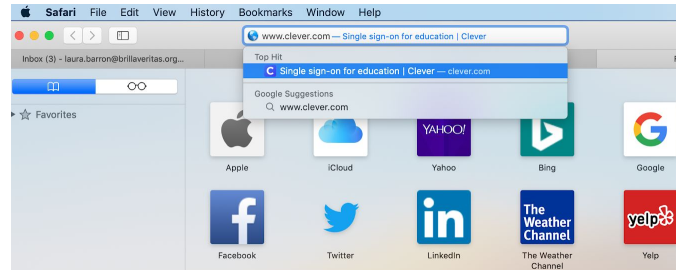 Safari File Edit View History Bookmarks Window Help
www.clever.com — Single sign-on for education | Clever
Inbox (3) - laura.barron@brillaveritas.org...
Top Hit
C Single sign-on for education | Clever — clever.com
Google Suggestions
www.clever.com
Favorites
YAHOO!
G
Apple iCloud Yahoo Bing Google
f in The Weather Channel yelp
Facebook Twitter LinkedIn The Weather Channel Yelp